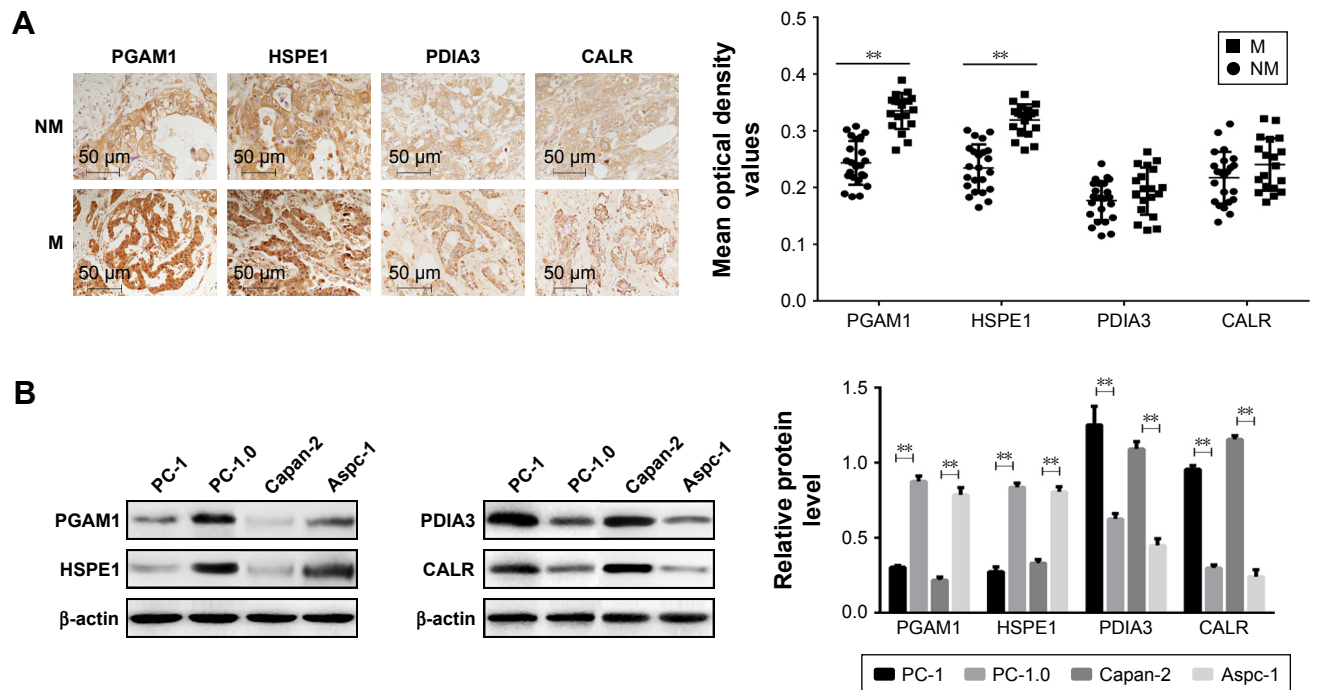 A
PGAM1 HSPE1 PDIA3 CALR
NM
50 µm 50 µm 50 µm 50 µm
M
50 µm 50 µm 50 µm 50 µm
Mean optical density
values
0.5
0.4
0.3
0.2
0.1
0.0
** **
M
NM
PGAM1 HSPE1 PDIA3 CALR
B
PC-1 PC-1.0 Capan-2 Aspc-1
PGAM1
HSPE1
β-actin
PC-1 PC-1.0 Capan-2 Aspc-1
PDIA3
CALR
β-actin
Relative protein
level
1.5
1.0
0.5
0.0
** ** ** ** ** ** ** **
PGAM1 HSPE1 PDIA3 CALR
PC-1 PC-1.0 Capan-2 Aspc-1